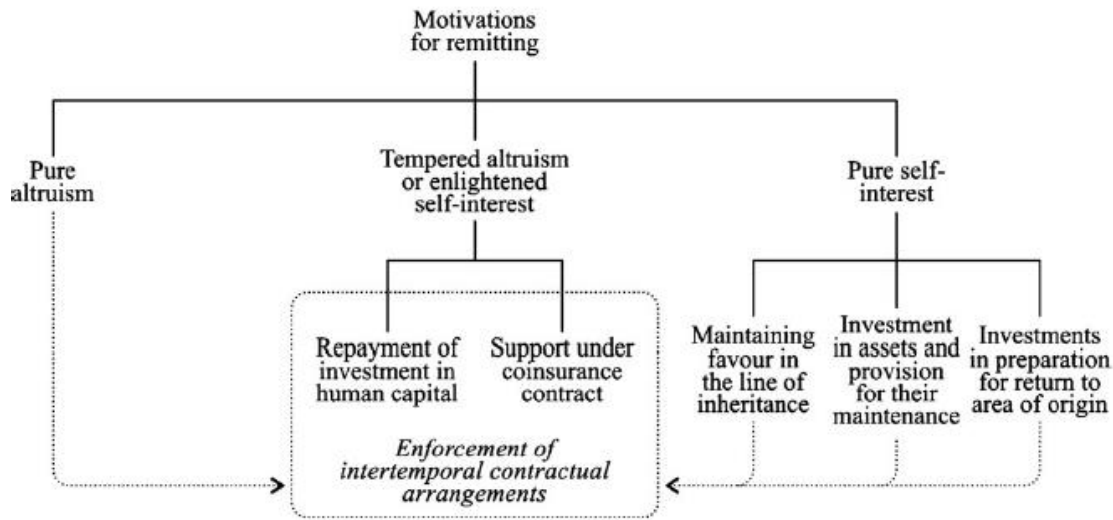 Motivations
for remitting
Pure
altruism
Tempered altruism
or enlightened
self-interest
Pure self-
interest
Repayment of
investment in
human capital
Support under
coinsurance
contract
Maintaining
favour in
the line of
inheritance
Investment
in assets and
provision
for their
maintenance
Investments
in preparation
for return to
area of origin
Enforcement of
intertemporal contractual
arrangements